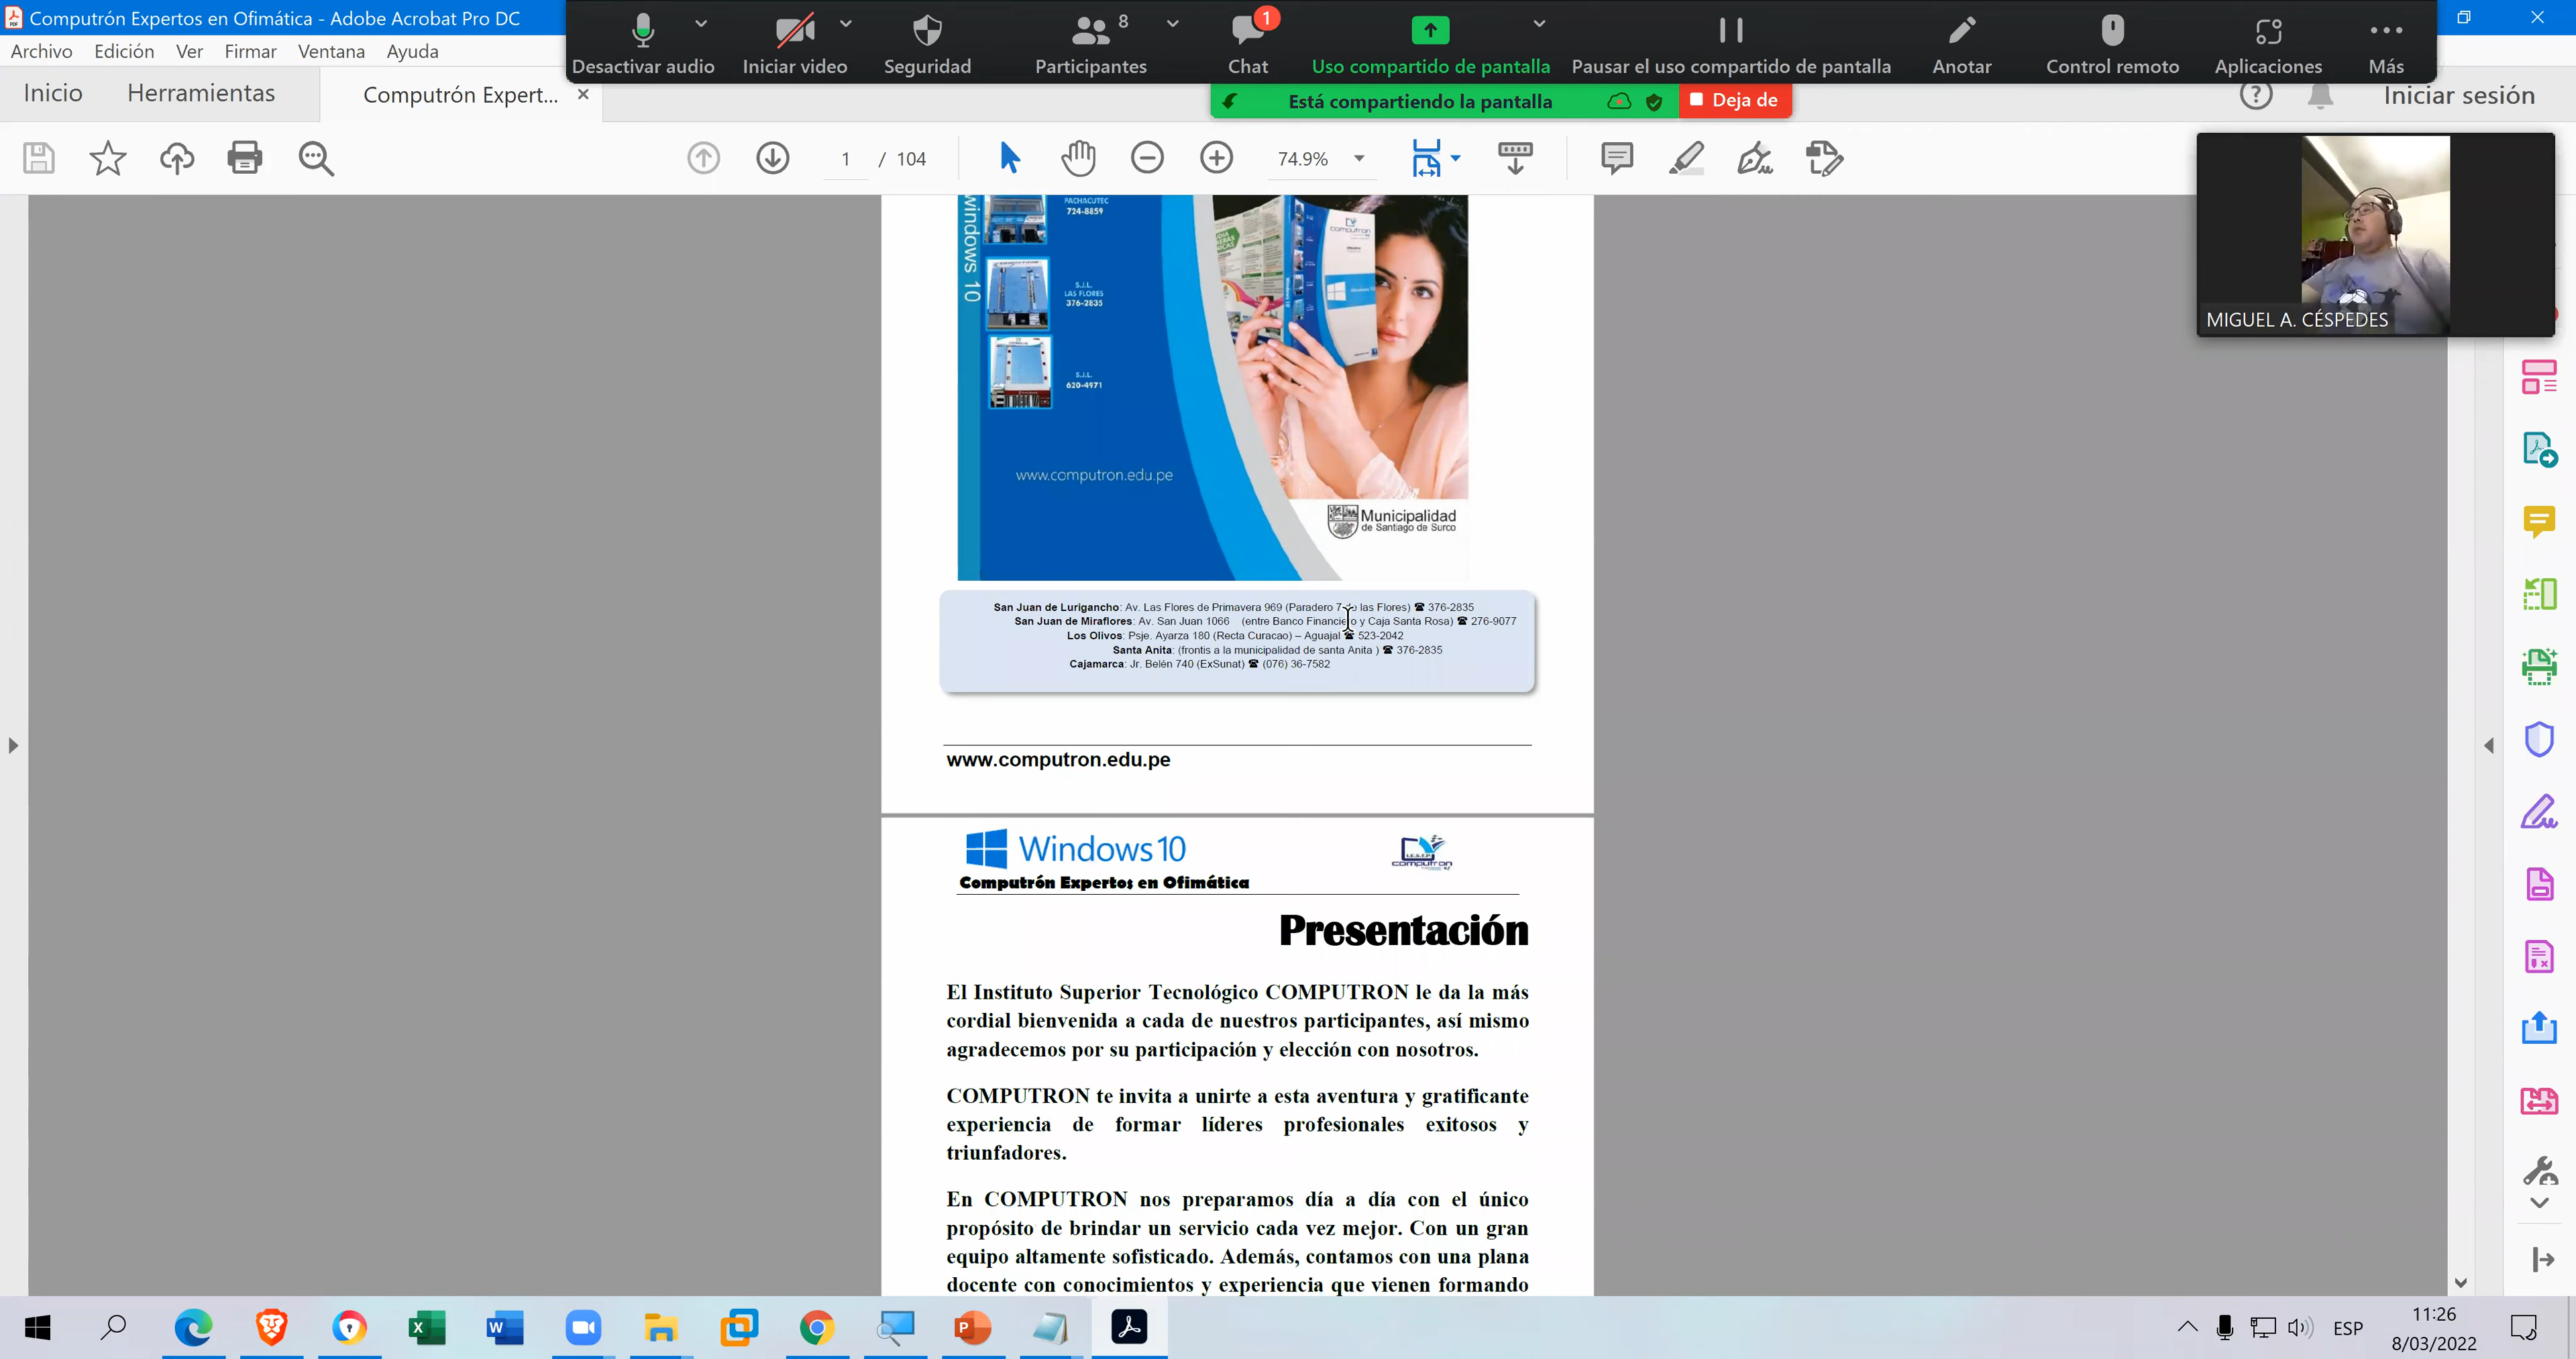 Computrón Expertos en Ofimática - Adobe Acrobat Pro DC
Archivo Edición Ver Firmar Ventana Ayuda
Desactivar audio Iniciar video Seguridad Participantes 8 Chat 1 Uso compartido de pantalla Pausar el uso compartido de pantalla Anotar Control remoto Aplicaciones Más
Está compartiendo la pantalla Deja de
Inicio Herramientas Computrón Expert... Iniciar sesión
1 / 104 74.9%
MIGUEL A. CÉSPEDES
Windows 10
PACHACUTEC
724-8859
S.J.L.
LAS FLORES
376-2835
S.J.L.
620-4971
computron
Windows 10
www.computron.edu.pe
Municipalidad
de Santiago de Surco
San Juan de Lurigancho: Av. Las Flores de Primavera 969 (Paradero 7 de las Flores) ☎ 376-2835
San Juan de Miraflores: Av. San Juan 1066 (entre Banco Financiero y Caja Santa Rosa) ☎ 276-9077
Los Olivos: Psje. Ayarza 180 (Recta Curacao) – Aguajal ☎ 523-2042
Santa Anita: (frontis a la municipalidad de santa Anita ) ☎ 376-2835
Cajamarca: Jr. Belén 740 (ExSunat) ☎ (076) 36-7582
www.computron.edu.pe
Windows 10
computron
Computrón Expertos en Ofimática
Presentación
El Instituto Superior Tecnológico COMPUTRON le da la más
cordial bienvenida a cada de nuestros participantes, así mismo
agradecemos por su participación y elección con nosotros.
COMPUTRON te invita a unirte a esta aventura y gratificante
experiencia de formar líderes profesionales exitosos y
triunfadores.
En COMPUTRON nos preparamos día a día con el único
propósito de brindar un servicio cada vez mejor. Con un gran
equipo altamente sofisticado. Además, contamos con una plana
docente con conocimientos y experiencia que vienen formando
ESP
11:26
8/03/2022